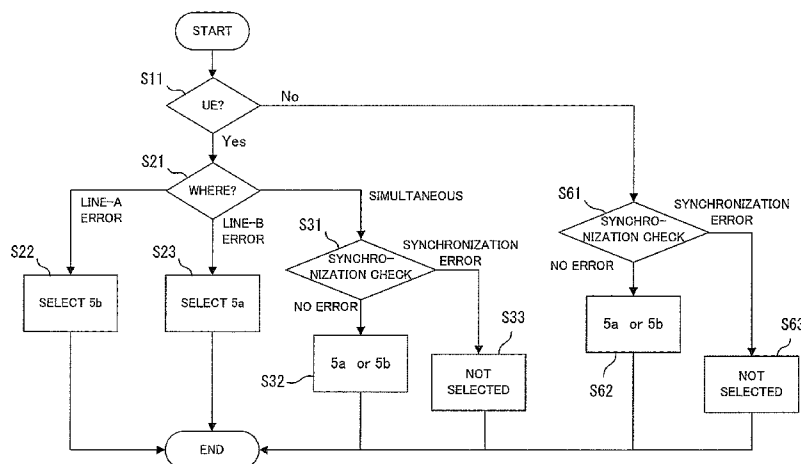 START
S11
UE?
No
Yes
S21
WHERE?
LINE-A
ERROR
LINE-B
ERROR
SIMULTANEOUS
S22
SELECT 5b
S23
SELECT 5a
S31
SYNCHRO-
NIZATION CHECK
SYNCHRONIZATION
ERROR
NO ERROR
S32
5a or 5b
S33
NOT
SELECTED
S61
SYNCHRO-
NIZATION CHECK
SYNCHRONIZATION
ERROR
NO ERROR
5a or 5b
S62
S63
NOT
SELECTED
END